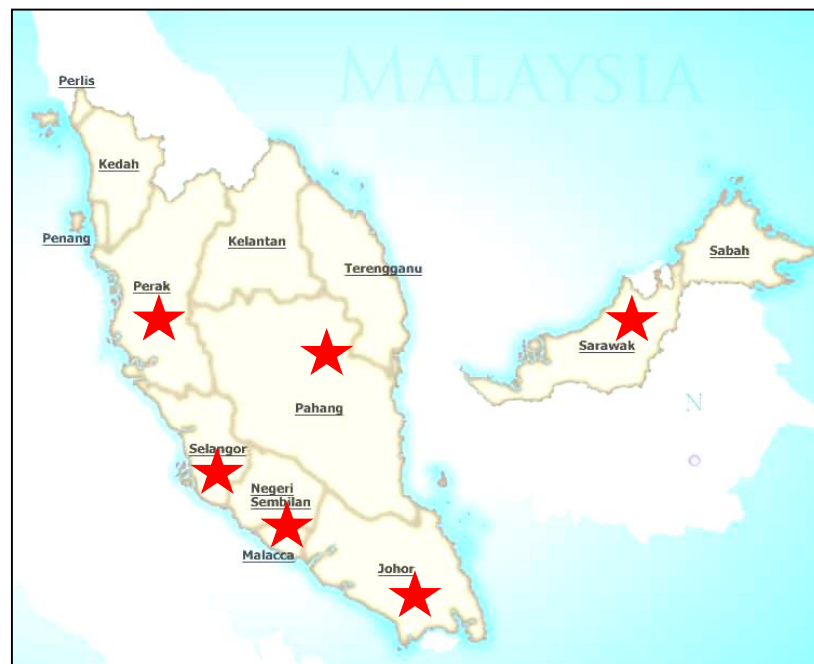 MALAYSIA
Perlis
Kedah
Penang
Kelantan
Terengganu
Perak
Sabah
Sarawak
Pahang
N
Selangor
Negeri
Sembilan
Malacca
Johor